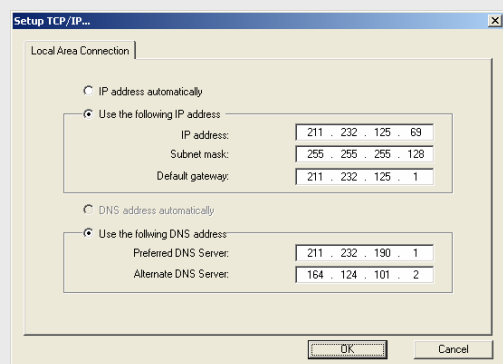 Setup TCP/IP...
Local Area Connection
IP address automatically
Use the following IP address
IP address: 211 . 232 . 125 . 69
Subnet mask: 255 . 255 . 255 . 128
Default gateway: 211 . 232 . 125 . 1
DNS address automatically
Use the follwing DNS address
Preferred DNS Server: 211 . 232 . 190 . 1
Alternate DNS Server: 164 . 124 . 101 . 2
OK Cancel